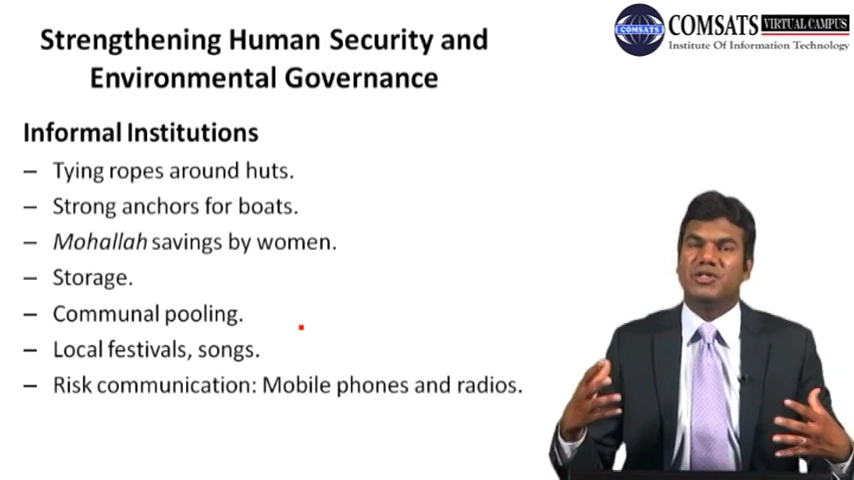 Strengthening Human Security and
Environmental Governance
COMSATS
COMSATS VIRTUAL CAMPUS
Institute Of Information Technology
Informal Institutions
– Tying ropes around huts.
– Strong anchors for boats.
– Mohallah savings by women.
– Storage.
– Communal pooling.
– Local festivals, songs.
– Risk communication: Mobile phones and radios.